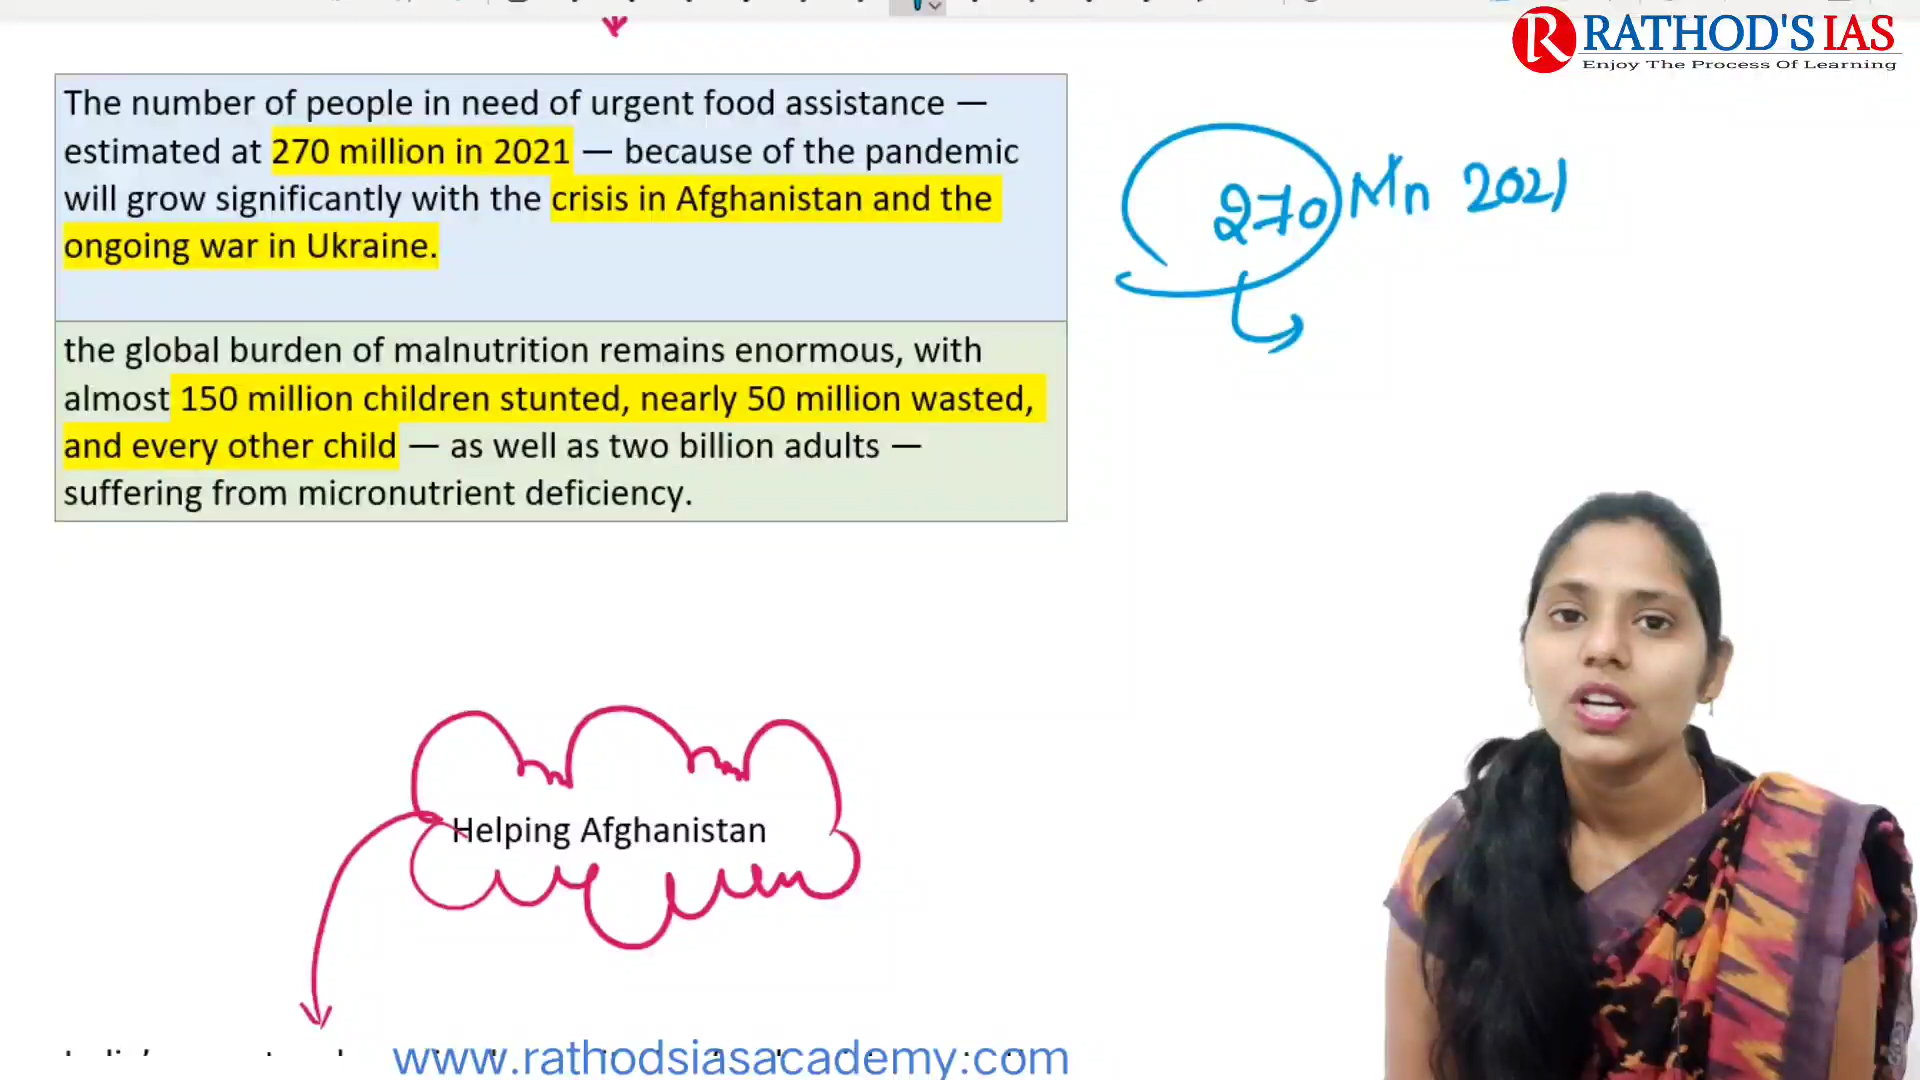 RATHOD'S IAS
Enjoy The Process Of Learning
The number of people in need of urgent food assistance —
estimated at 270 million in 2021 — because of the pandemic
will grow significantly with the crisis in Afghanistan and the
ongoing war in Ukraine.
270 Mn 2021
the global burden of malnutrition remains enormous, with
almost 150 million children stunted, nearly 50 million wasted,
and every other child — as well as two billion adults —
suffering from micronutrient deficiency.
Helping Afghanistan
www.rathodsiasacademy.com